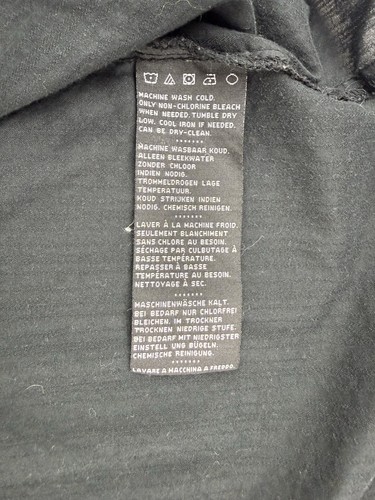 MACHINE WASH COLD.
ONLY NON-CHLORINE BLEACH
WHEN NEEDED. TUMBLE DRY
LOW. COOL IRON IF NEEDED.
CAN BE DRY-CLEAN.
MACHINE WASBAAR KOUD.
ALLEEN BLEEKWATER
ZONDER CHLOOR
INDIEN NODIG.
TROMMELDROGEN LAGE
TEMPERATUUR.
KOUD STRIJKEN INDIEN
NODIG. CHEMISCH REINIGEN.
LAVER À LA MACHINE FROID.
SEULEMENT BLANCHIMENT
SANS CHLORE AU BESOIN.
SÉCHAGE PAR CULBUTAGE À
BASSE TEMPÉRATURE.
REPASSER À BASSE
TEMPÉRATURE AU BESOIN.
NETTOYAGE À SEC.
MASCHINENWÄSCHE KALT.
BEI BEDARF NUR CHLORFREI
BLEICHEN. IM TROCKNER
TROCKNEN NIEDRIGE STUFE.
BEI BEDARF MIT NIEDRIGSTER
EINSTELL UNG BÜGELN.
CHEMISCHE REINIGUNG.
LAVARE A MACCHINA A FREDDO.